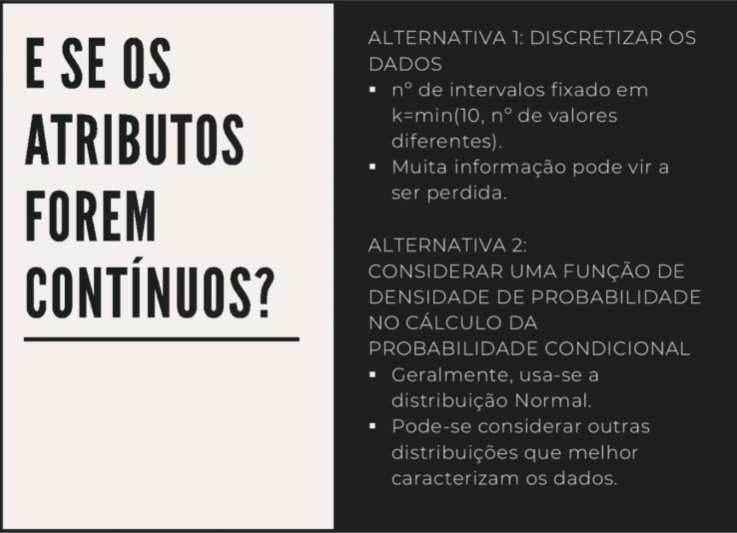 E SE OS
ATRIBUTOS
FOREM
CONTÍNUOS?
ALTERNATIVA 1: DISCRETIZAR OS
DADOS
▪ nº de intervalos fixado em
k=min(10, nº de valores
diferentes).
▪ Muita informação pode vir a
ser perdida.
ALTERNATIVA 2:
CONSIDERAR UMA FUNÇÃO DE
DENSIDADE DE PROBABILIDADE
NO CÁLCULO DA
PROBABILIDADE CONDICIONAL
▪ Geralmente, usa-se a
distribuição Normal.
▪ Pode-se considerar outras
distribuições que melhor
caracterizam os dados.